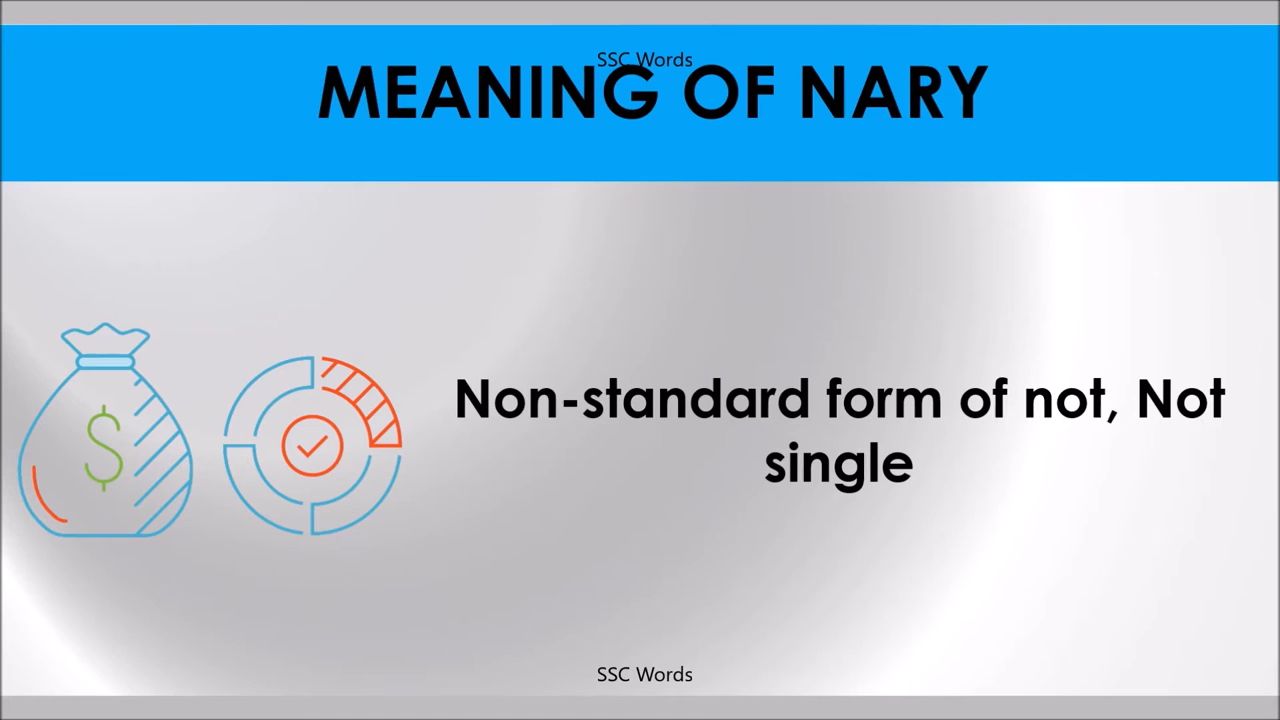 SSC Words
MEANING OF NARY
$
Non-standard form of not, Not
single
SSC Words